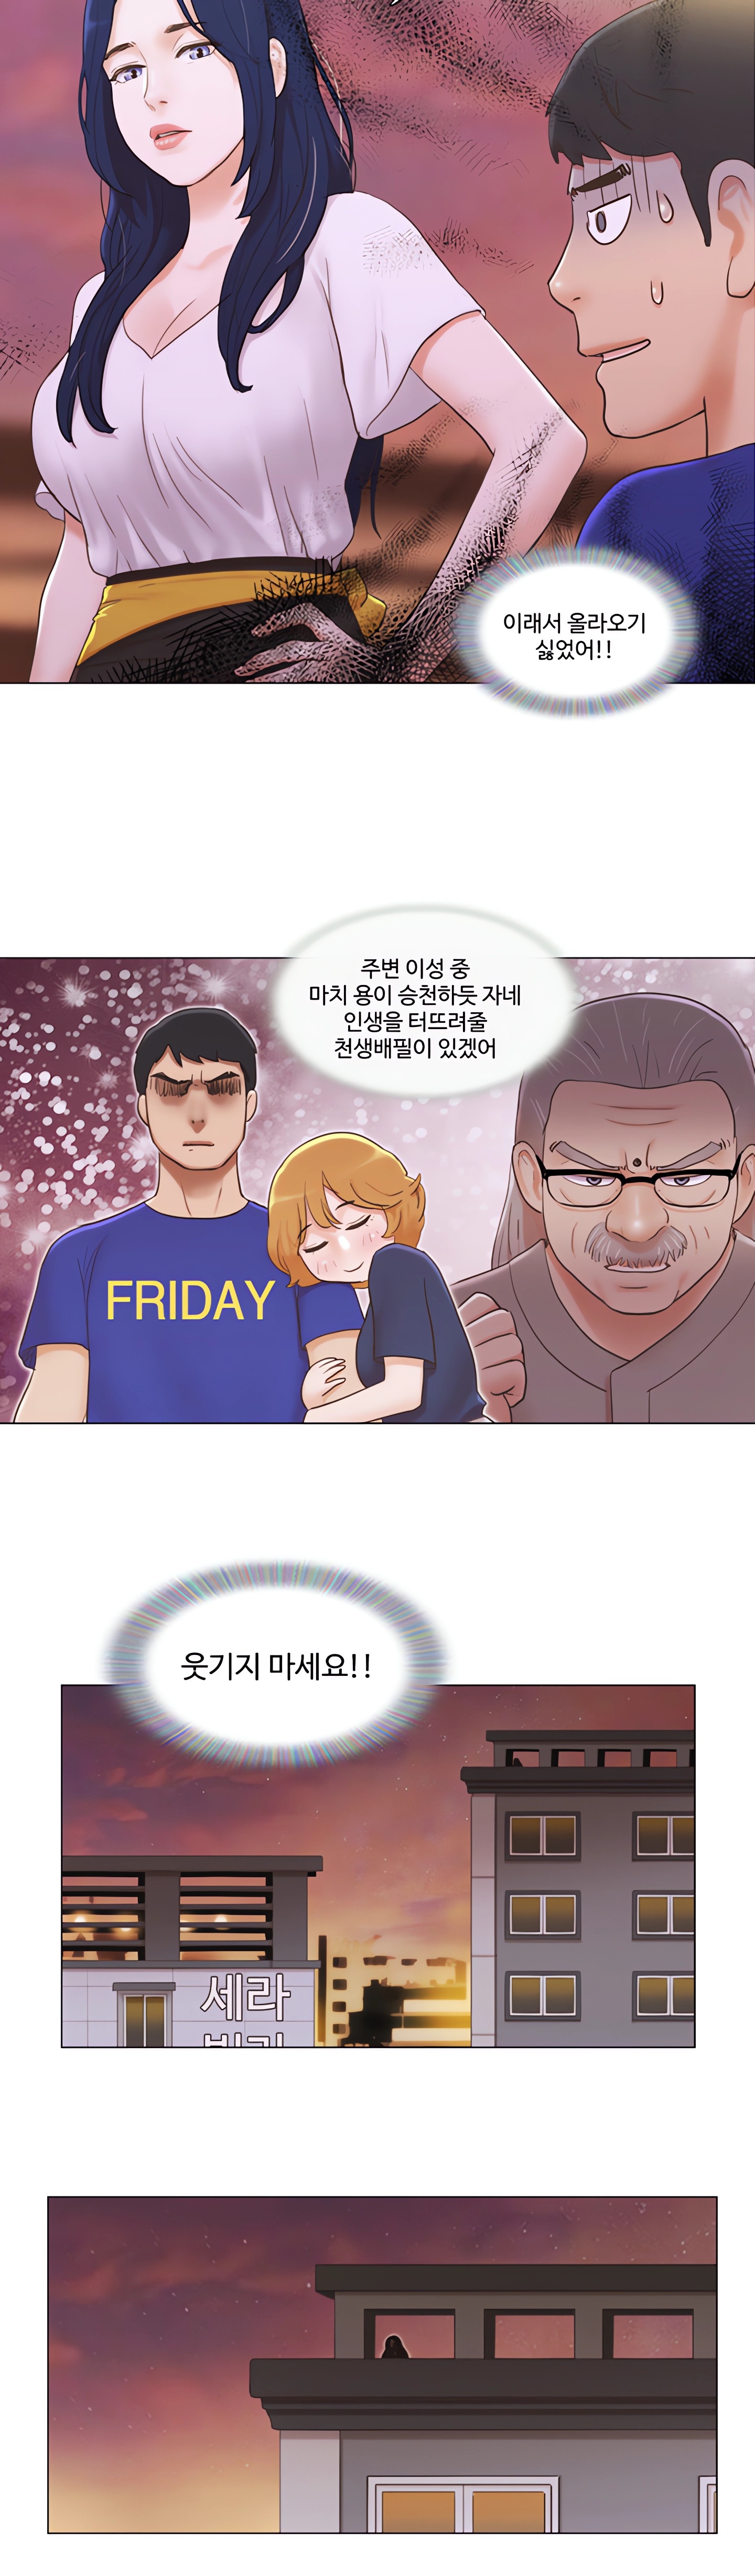 이래서 올라오기
싫었어!!
주변 이성 중
마치 용이 승천하듯 자네
인생을 터뜨려줄
천생배필이 있겠어
FRIDAY
웃기지 마세요!!
세라